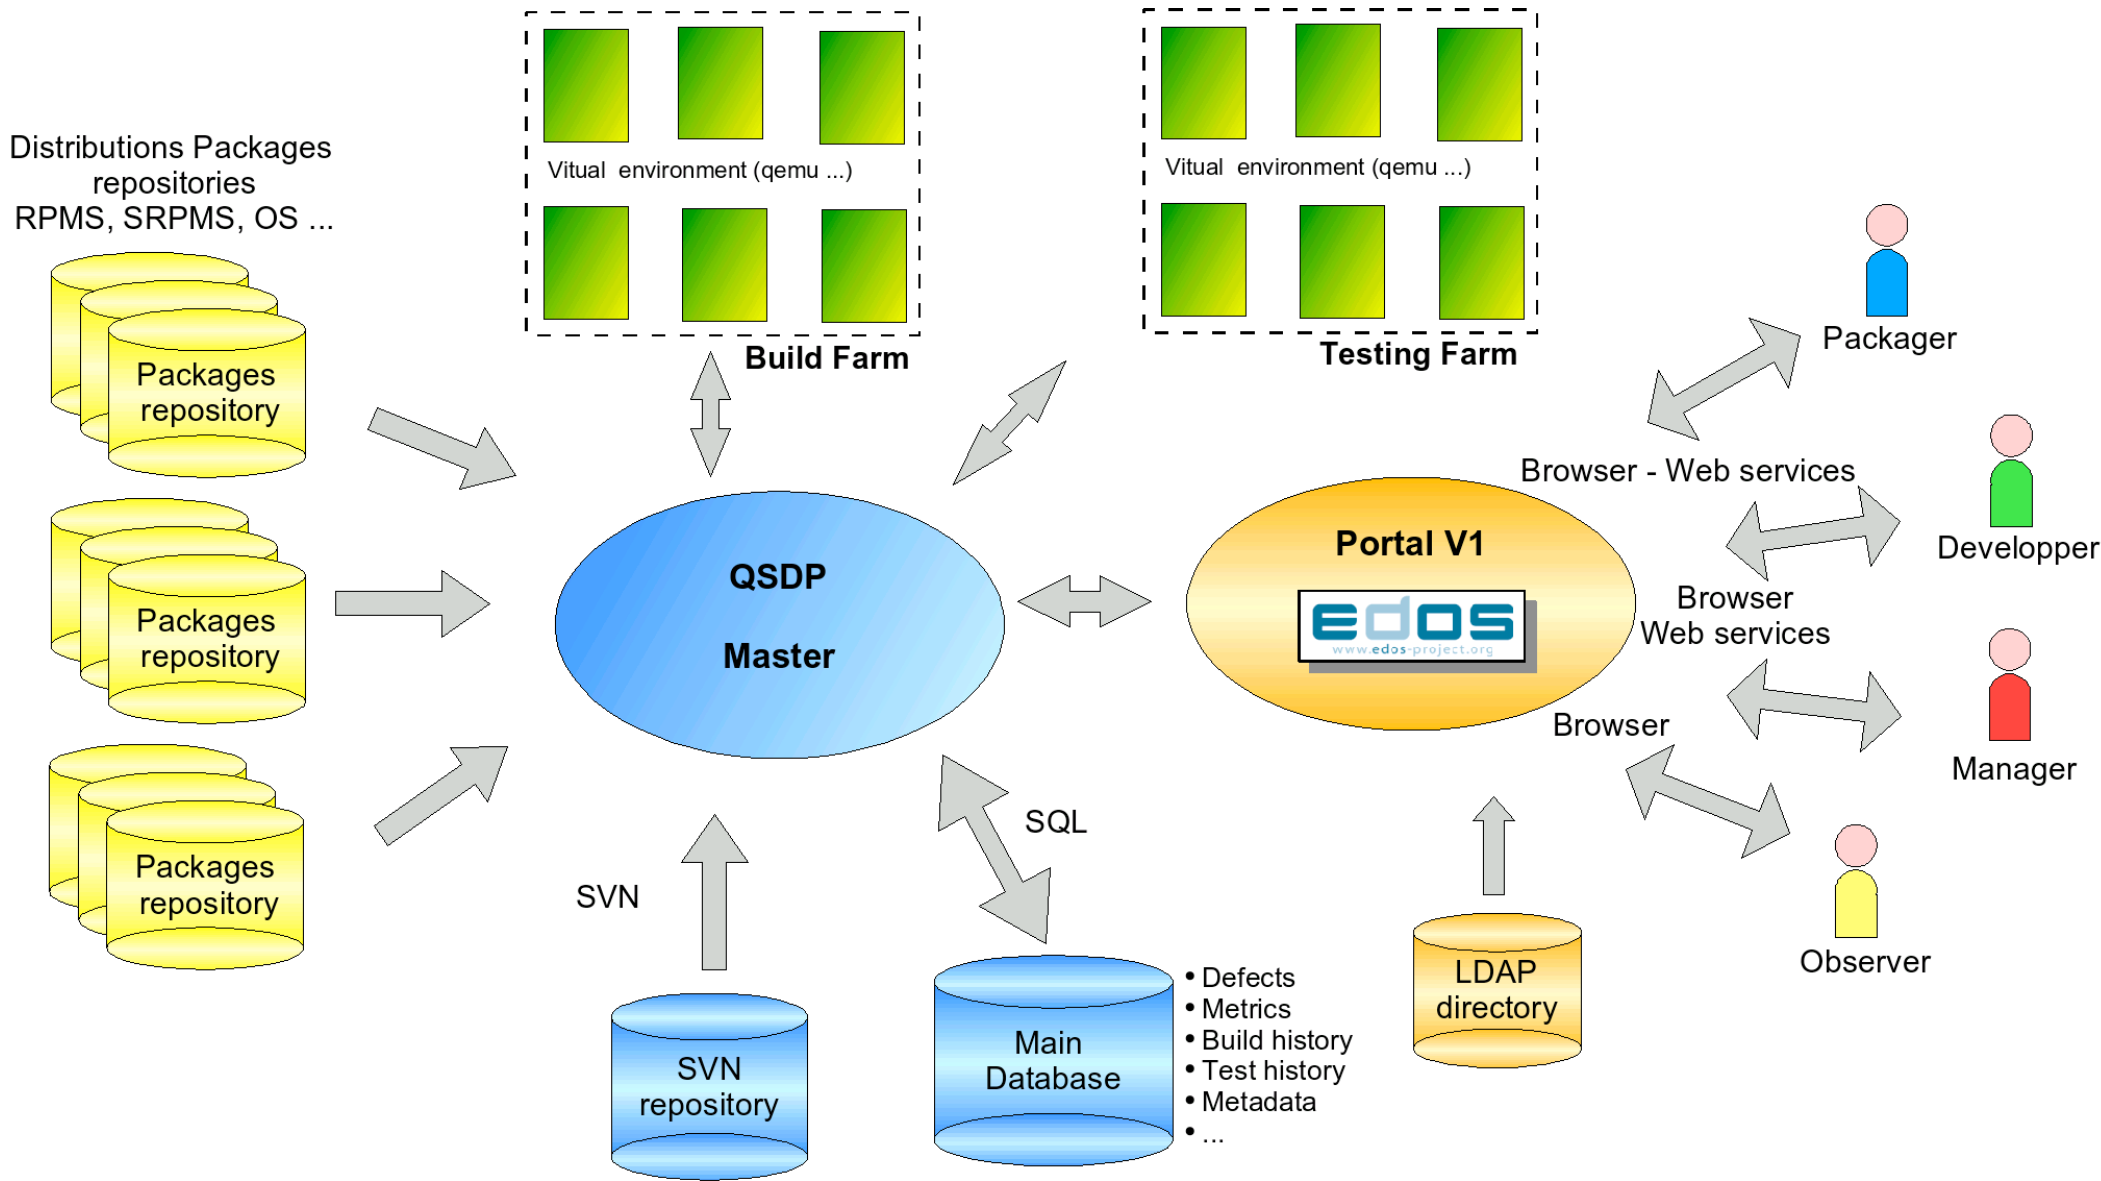 Distributions Packages
repositories
RPMS, SRPMS, OS ...
Packages
repository
Packages
repository
Packages
repository
Vitual environment (qemu ...)
Build Farm
Vitual environment (qemu ...)
Testing Farm
QSDP
Master
Portal V1
edos
www.edos-project.org
Browser - Web services
Browser
Web services
Browser
Packager
Developper
Manager
Observer
SVN
SQL
SVN
repository
Main
Database
• Defects
• Metrics
• Build history
• Test history
• Metadata
• ...
LDAP
directory